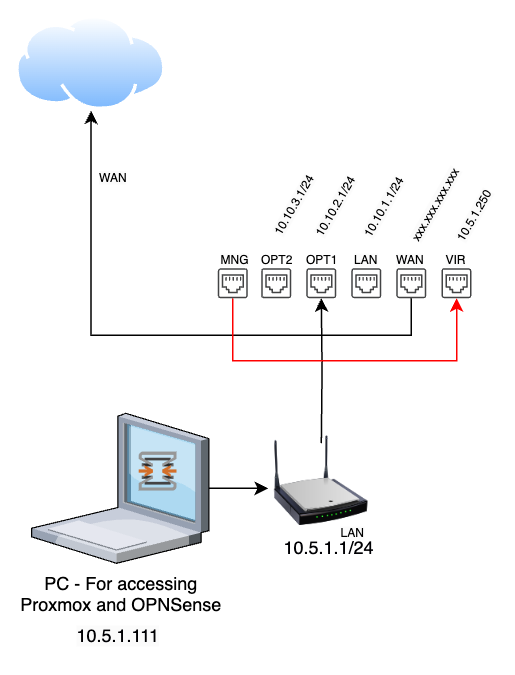 WAN
10.10.3.1/24
10.10.2.1/24
10.10.1.1/24
xxx.xxx.xxx.xxx
10.5.1.250
MNG
OPT2
OPT1
LAN
WAN
VIR
LAN
10.5.1.1/24
PC - For accessing
Proxmox and OPNSense
10.5.1.111